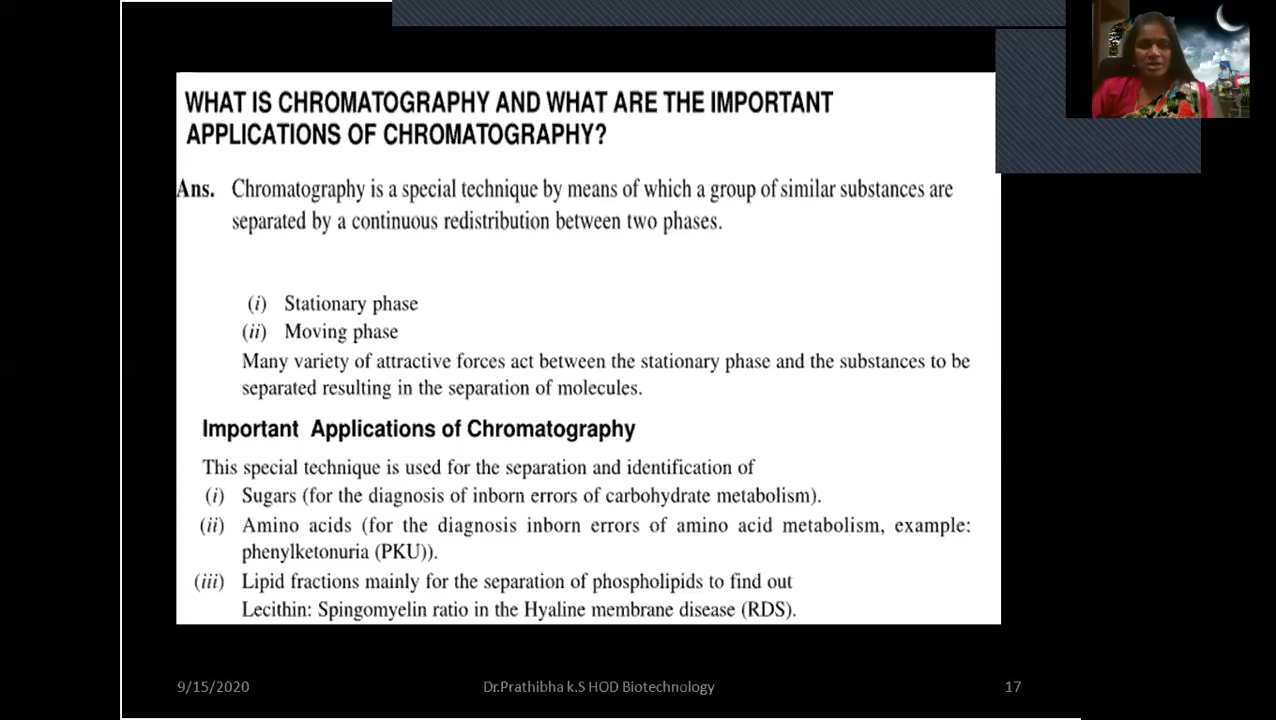 WHAT IS CHROMATOGRAPHY AND WHAT ARE THE IMPORTANT
APPLICATIONS OF CHROMATOGRAPHY?
Ans. Chromatography is a special technique by means of which a group of similar substances are
separated by a continuous redistribution between two phases.
(i) Stationary phase
(ii) Moving phase
Many variety of attractive forces act between the stationary phase and the substances to be
separated resulting in the separation of molecules.
Important Applications of Chromatography
This special technique is used for the separation and identification of
(i) Sugars (for the diagnosis of inborn errors of carbohydrate metabolism).
(ii) Amino acids (for the diagnosis inborn errors of amino acid metabolism, example:
phenylketonuria (PKU)).
(iii) Lipid fractions mainly for the separation of phospholipids to find out
Lecithin: Spingomyelin ratio in the Hyaline membrane disease (RDS).
9/15/2020 Dr.Prathibha k.S HOD Biotechnology 17